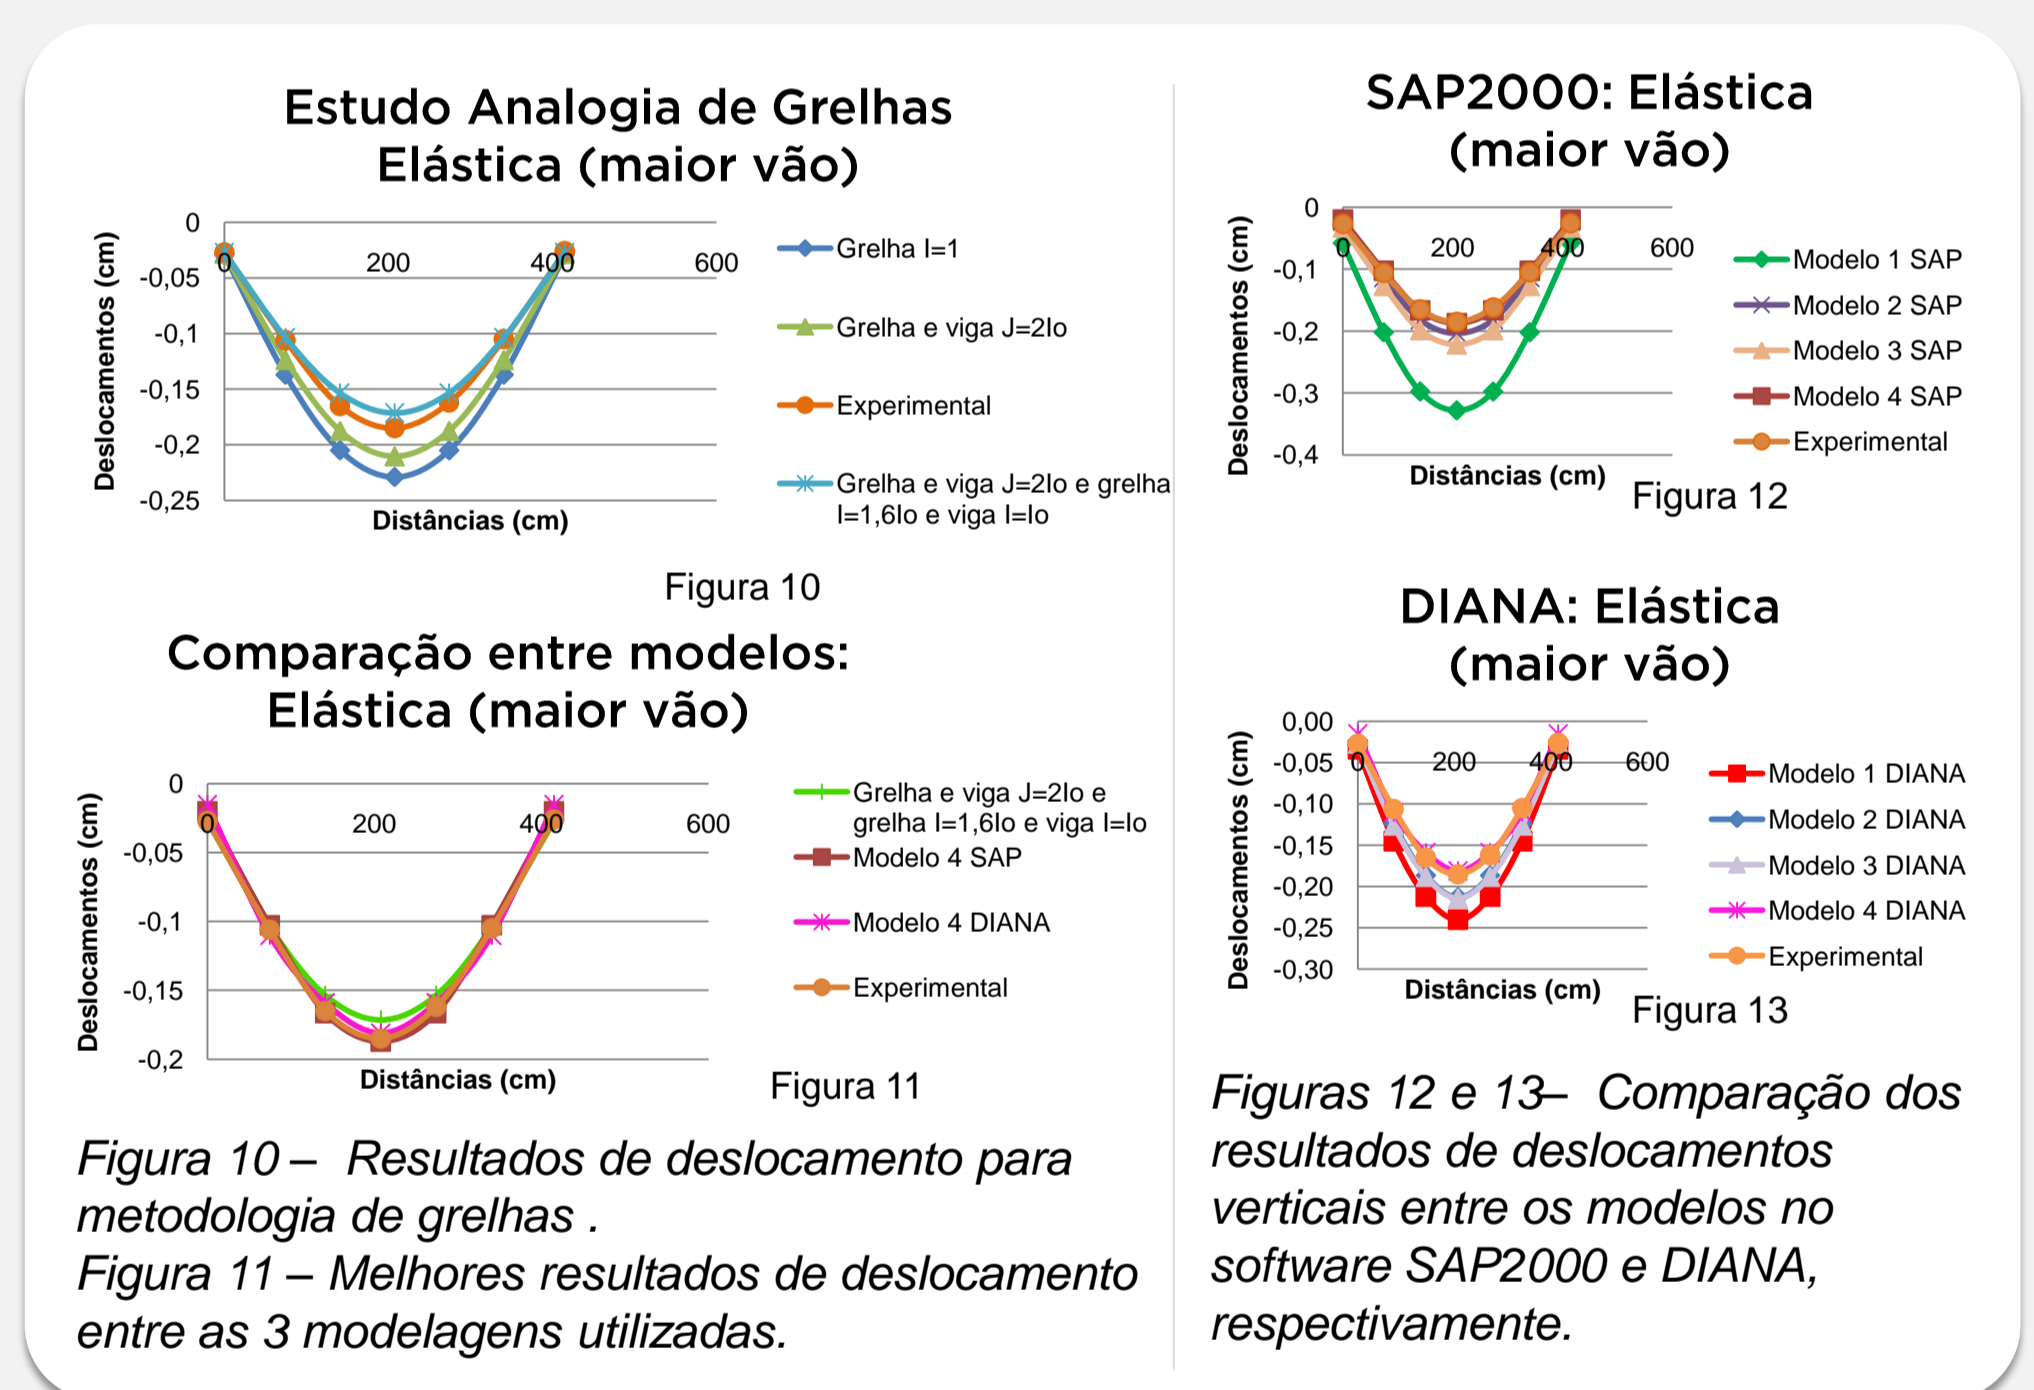 Estudo Analogia de Grelhas
Elástica (maior vão)
0
-0,05
-0,1
-0,15
-0,2
-0,25
0
200
400
600
Deslocamentos (cm)
Distâncias (cm)
Grelha I=1
Grelha e viga J=2Io
Experimental
Grelha e viga J=2Io e grelha
I=1,6Io e viga I=Io
Figura 10
Comparação entre modelos:
Elástica (maior vão)
0
-0,05
-0,1
-0,15
-0,2
0
200
400
600
Deslocamentos (cm)
Distâncias (cm)
Grelha e viga J=2Io e
grelha I=1,6Io e viga I=Io
Modelo 4 SAP
Modelo 4 DIANA
Experimental
Figura 11
Figura 10 – Resultados de deslocamento para
metodologia de grelhas .
Figura 11 – Melhores resultados de deslocamento
entre as 3 modelagens utilizadas.
SAP2000: Elástica
(maior vão)
0
-0,1
-0,2
-0,3
-0,4
0
200
400
600
Deslocamentos (cm)
Distâncias (cm)
Modelo 1 SAP
Modelo 2 SAP
Modelo 3 SAP
Modelo 4 SAP
Experimental
Figura 12
DIANA: Elástica
(maior vão)
0,00
-0,05
-0,10
-0,15
-0,20
-0,25
-0,30
0
200
400
600
Deslocamentos (cm)
Distâncias (cm)
Modelo 1 DIANA
Modelo 2 DIANA
Modelo 3 DIANA
Modelo 4 DIANA
Experimental
Figura 13
Figuras 12 e 13– Comparação dos
resultados de deslocamentos
verticais entre os modelos no
software SAP2000 e DIANA,
respectivamente.